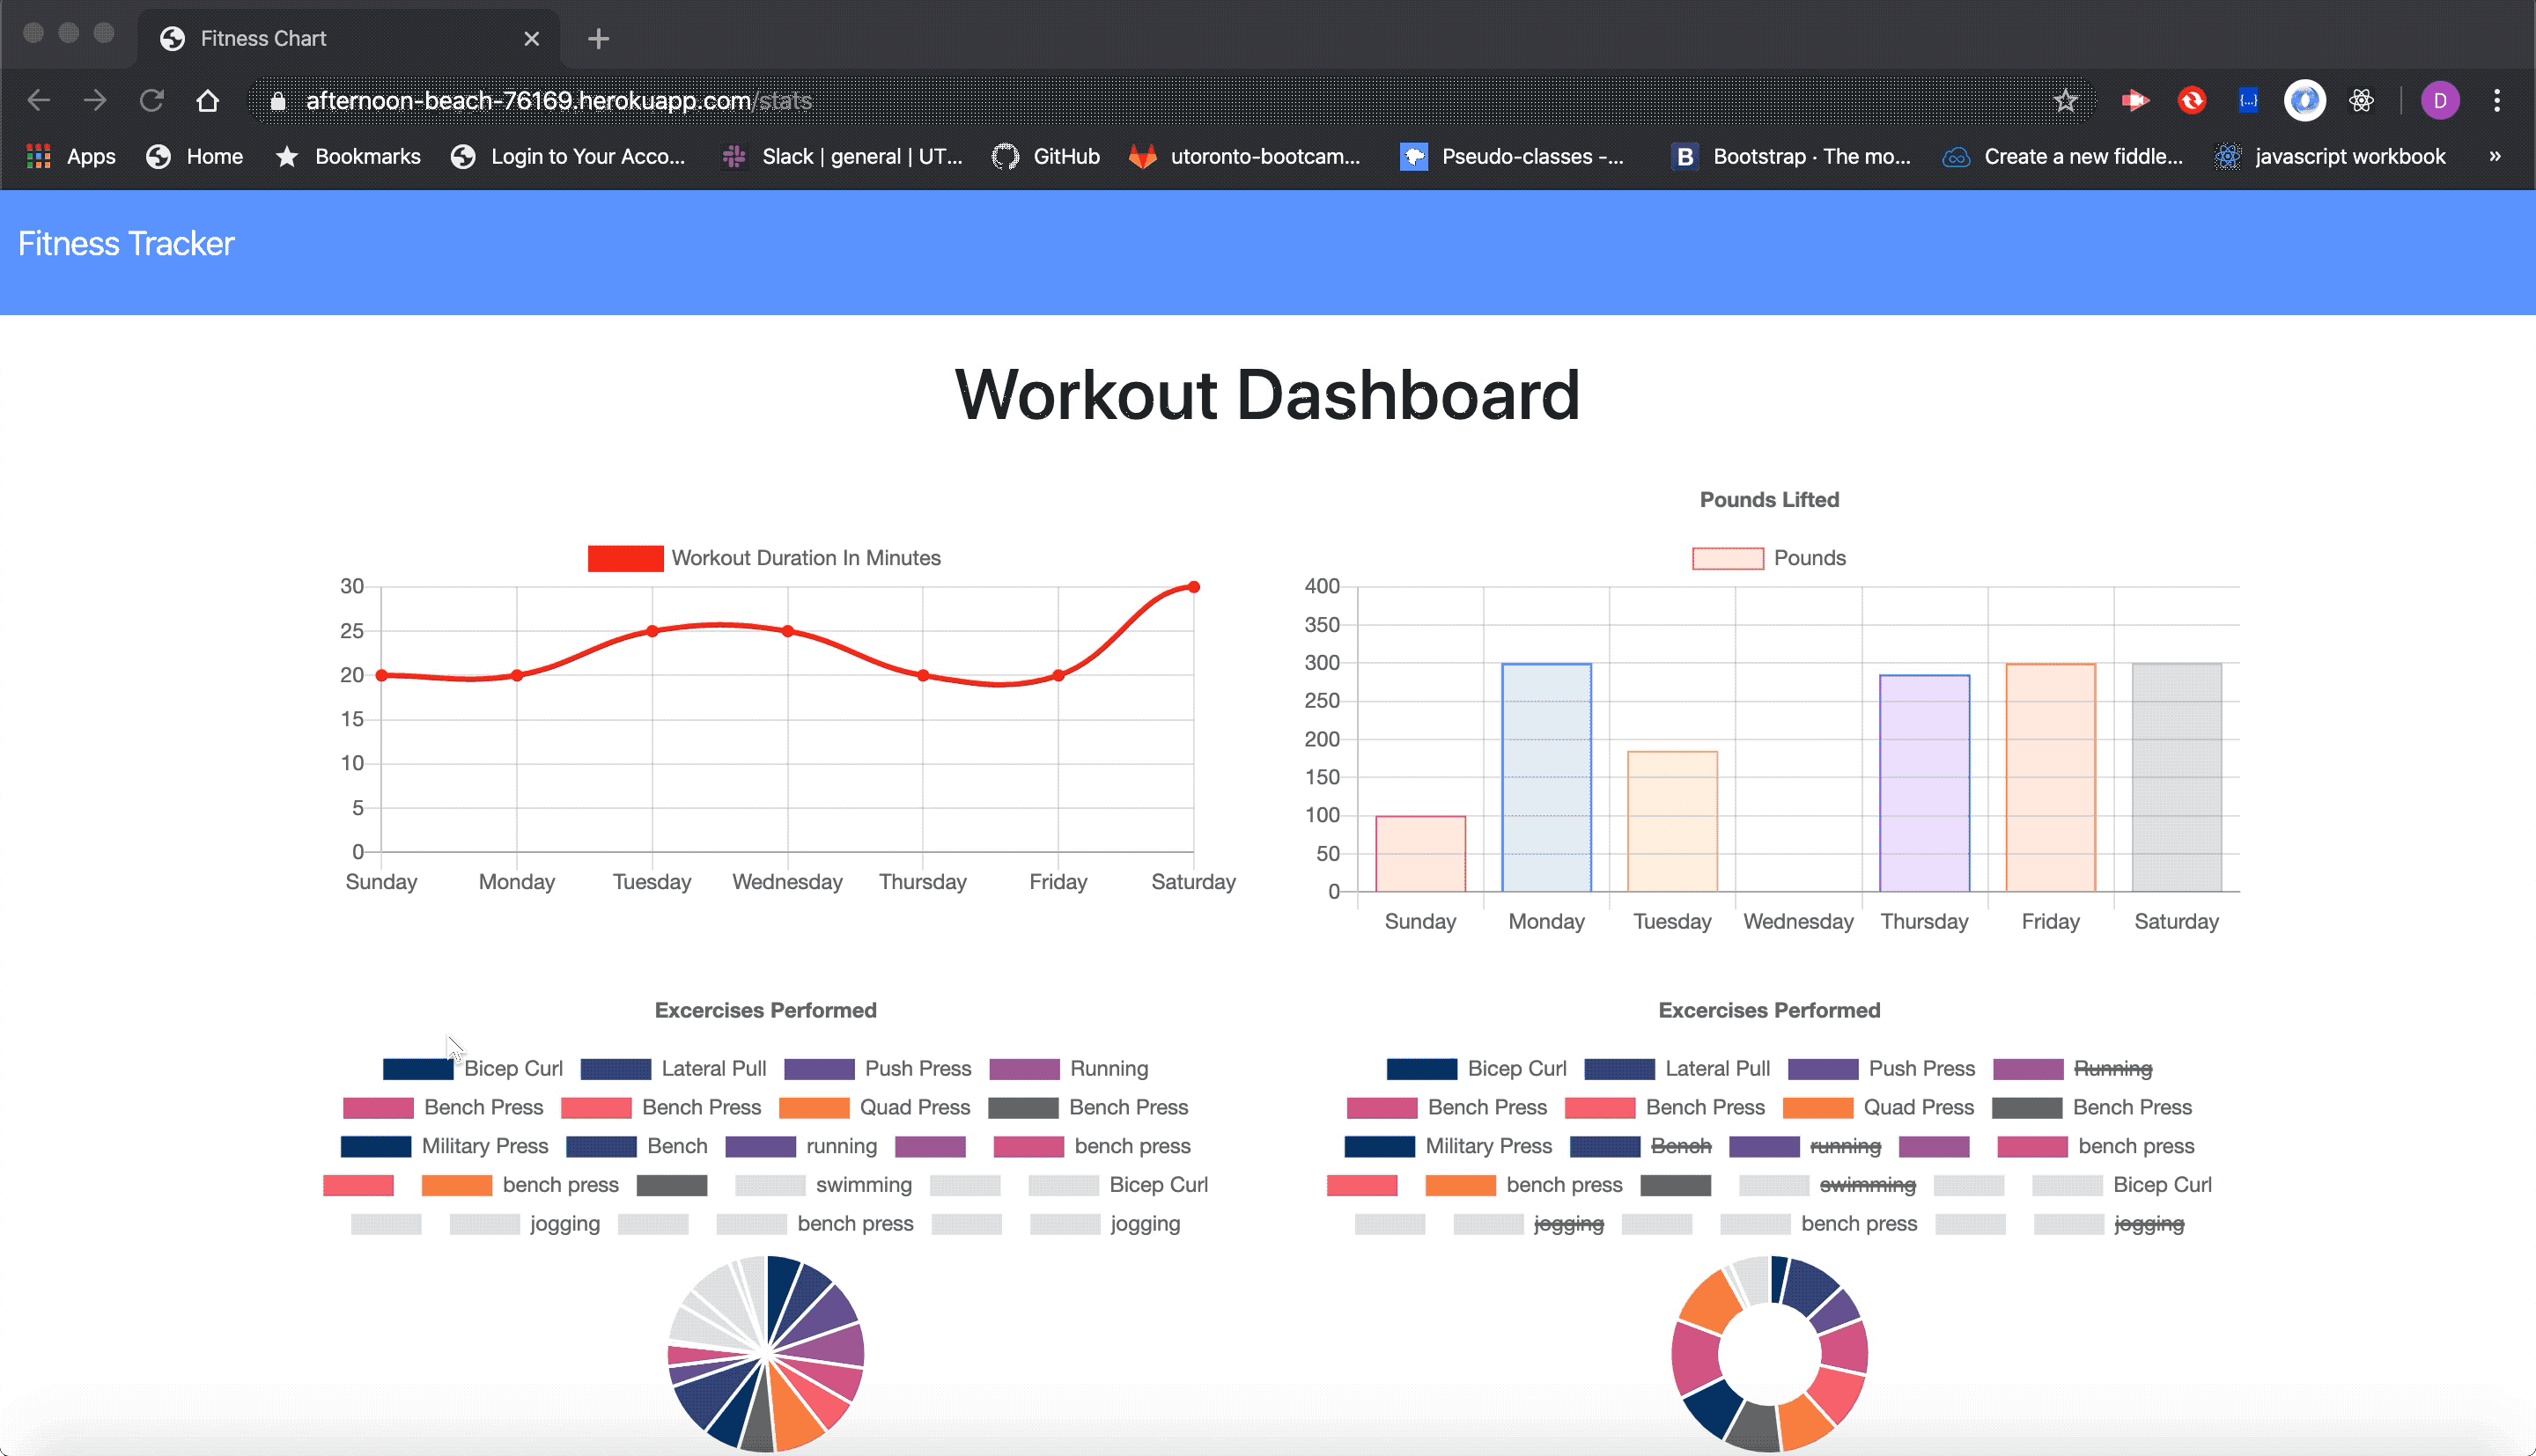 Fitness Chart
afternoon-beach-76169.herokuapp.com/stats
D
Apps Home Bookmarks Login to Your Acco... Slack | general | UT... GitHub utoronto-bootcam... Pseudo-classes -... B Bootstrap · The mo... Create a new fiddle... javascript workbook »
Fitness Tracker
Workout Dashboard
Workout Duration In Minutes
30
25
20
15
10
5
0
Sunday Monday Tuesday Wednesday Thursday Friday Saturday
Pounds Lifted
Pounds
400
350
300
250
200
150
100
50
0
Sunday Monday Tuesday Wednesday Thursday Friday Saturday
Excercises Performed
Bicep Curl Lateral Pull Push Press Running
Bench Press Bench Press Quad Press Bench Press
Military Press Bench running bench press
bench press swimming Bicep Curl
jogging bench press jogging
Excercises Performed
Bicep Curl Lateral Pull Push Press Running
Bench Press Bench Press Quad Press Bench Press
Military Press Bench running bench press
bench press swimming Bicep Curl
jogging bench press jogging